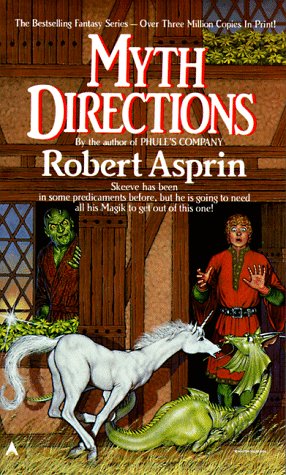 The Bestselling Fantasy Series – Over Three Million Copies In Print!
MYTH
DIRECTIONS
By the author of PHULE'S COMPANY
Robert Asprin
Skeeve has been
in some predicaments before, but he is going to need
all his Magik to get out of this one!